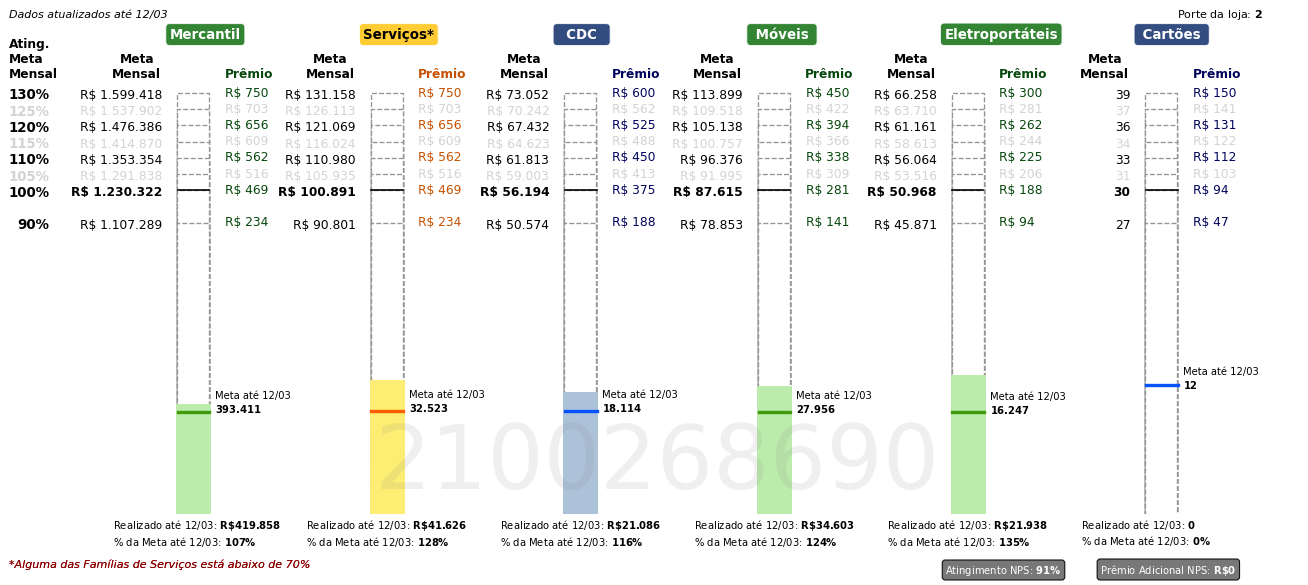 Dados atualizados até 12/03
Porte da loja: 2
Mercantil Serviços* CDC Móveis Eletroportáteis Cartões
Ating. Meta Mensal
Meta Mensal Prêmio Meta Mensal Prêmio Meta Mensal Prêmio Meta Mensal Prêmio Meta Mensal Prêmio Meta Mensal Prêmio
130% R$ 1.599.418 R$ 750 R$ 131.158 R$ 750 R$ 73.052 R$ 600 R$ 113.899 R$ 450 R$ 66.258 R$ 300 39 R$ 150
125% R$ 1.537.902 R$ 703 R$ 126.113 R$ 703 R$ 70.242 R$ 562 R$ 109.518 R$ 422 R$ 63.710 R$ 281 37 R$ 141
120% R$ 1.476.386 R$ 656 R$ 121.069 R$ 656 R$ 67.432 R$ 525 R$ 105.138 R$ 394 R$ 61.161 R$ 262 36 R$ 131
115% R$ 1.414.870 R$ 609 R$ 116.024 R$ 609 R$ 64.623 R$ 488 R$ 100.757 R$ 366 R$ 58.613 R$ 244 34 R$ 122
110% R$ 1.353.354 R$ 562 R$ 110.980 R$ 562 R$ 61.813 R$ 450 R$ 96.376 R$ 338 R$ 56.064 R$ 225 33 R$ 112
105% R$ 1.291.838 R$ 516 R$ 105.935 R$ 516 R$ 59.003 R$ 413 R$ 91.995 R$ 309 R$ 53.516 R$ 206 31 R$ 103
100% R$ 1.230.322 R$ 469 R$ 100.891 R$ 469 R$ 56.194 R$ 375 R$ 87.615 R$ 281 R$ 50.968 R$ 188 30 R$ 94
90% R$ 1.107.289 R$ 234 R$ 90.801 R$ 234 R$ 50.574 R$ 188 R$ 78.853 R$ 141 R$ 45.871 R$ 94 27 R$ 47
Meta até 12/03 Meta até 12/03 Meta até 12/03 Meta até 12/03 Meta até 12/03 Meta até 12/03
393.411 32.523 18.114 27.956 16.247 12
2100268690
Realizado até 12/03: R$419.858 Realizado até 12/03: R$41.626 Realizado até 12/03: R$21.086 Realizado até 12/03: R$34.603 Realizado até 12/03: R$21.938 Realizado até 12/03: 0
% da Meta até 12/03: 107% % da Meta até 12/03: 128% % da Meta até 12/03: 116% % da Meta até 12/03: 124% % da Meta até 12/03: 135% % da Meta até 12/03: 0%
*Alguma das Famílias de Serviços está abaixo de 70%
Atingimento NPS: 91% Prêmio Adicional NPS: R$0